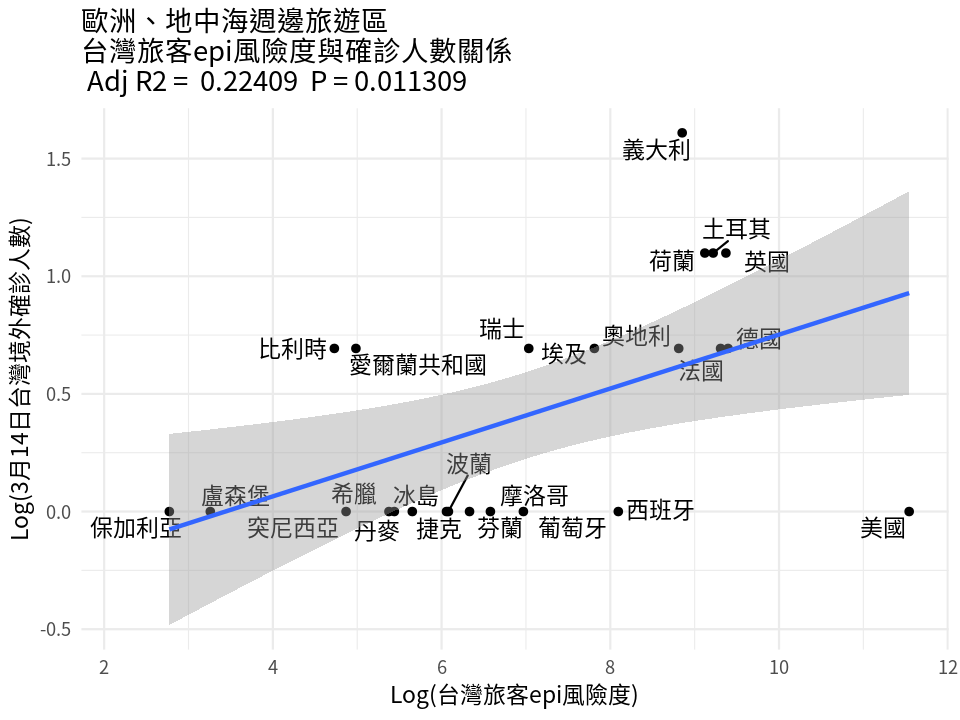 歐洲、地中海週邊旅遊區
台灣旅客epi風險度與確診人數關係
Adj R2 = 0.22409 P = 0.011309
Log(3月14日台灣境外確診人數)
1.5
1.0
0.5
0.0
-0.5
義大利
土耳其
荷蘭
英國
瑞士
奧地利
德國
比利時
埃及
愛爾蘭共和國
法國
波蘭
盧森堡
希臘
冰島
摩洛哥
西班牙
保加利亞
突尼西亞
丹麥
捷克
芬蘭
葡萄牙
美國
2
4
6
8
10
12
Log(台灣旅客epi風險度)